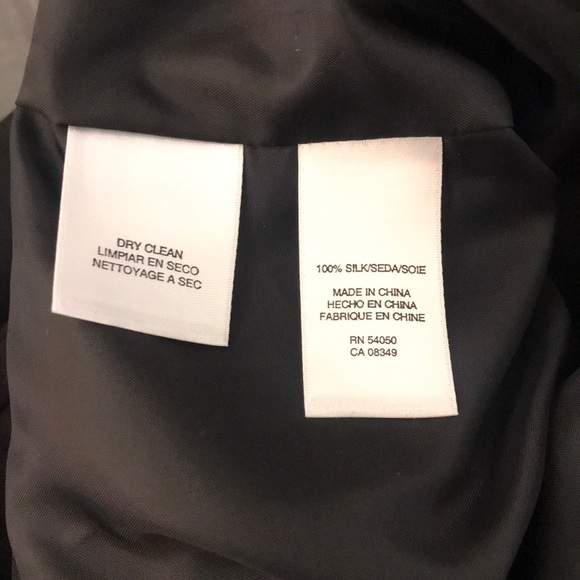 DRY CLEAN
LIMPIAR EN SECO
NETTOYAGE A SEC
100% SILK/SEDA/SOIE
MADE IN CHINA
HECHO EN CHINA
FABRIQUE EN CHINE
RN 54050
CA 08349